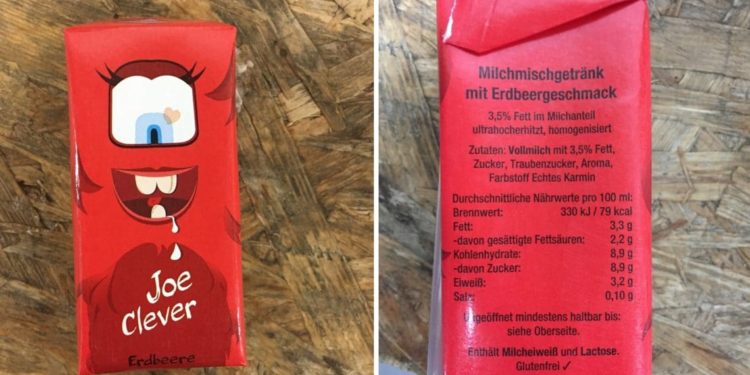 Joe
Clever
Erdbeere
Milchmischgetränk
mit Erdbeergeschmack
3,5% Fett im Milchanteil
ultrahocherhitzt, homogenisiert
Zutaten: Vollmilch mit 3,5% Fett,
Zucker, Traubenzucker, Aroma,
Farbstoff Echtes Karmin
Durchschnittliche Nährwerte pro 100 ml:
Brennwert: 330 kJ / 79 kcal
Fett: 3,3 g
-davon gesättigte Fettsäuren: 2,2 g
Kohlenhydrate: 8,9 g
-davon Zucker: 8,9 g
Eiweiß: 3,2 g
Salz: 0,10 g
Ungeöffnet mindestens haltbar bis:
siehe Oberseite.
Enthält Milcheiweiß und Lactose.
Glutenfrei ✓